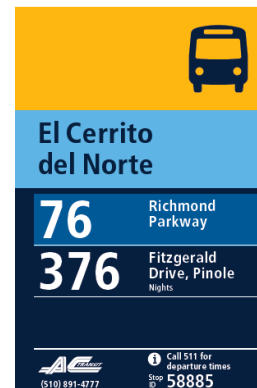 El Cerrito
del Norte
76 Richmond
Parkway
376 Fitzgerald
Drive, Pinole
Nights
AC TRANSIT
(510) 891-4777
i Call 511 for
departure times
Stop ID 58885